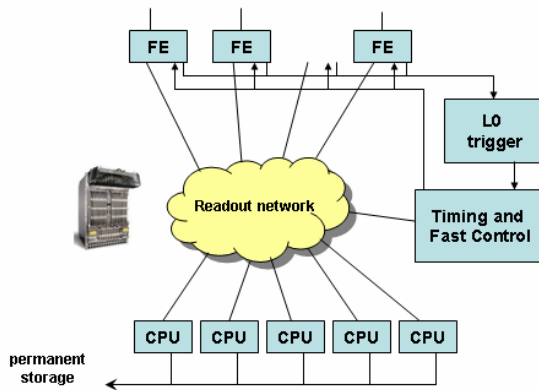 FE
FE
FE
L0
trigger
Readout network
Timing and
Fast Control
CPU
CPU
CPU
CPU
CPU
permanent
storage